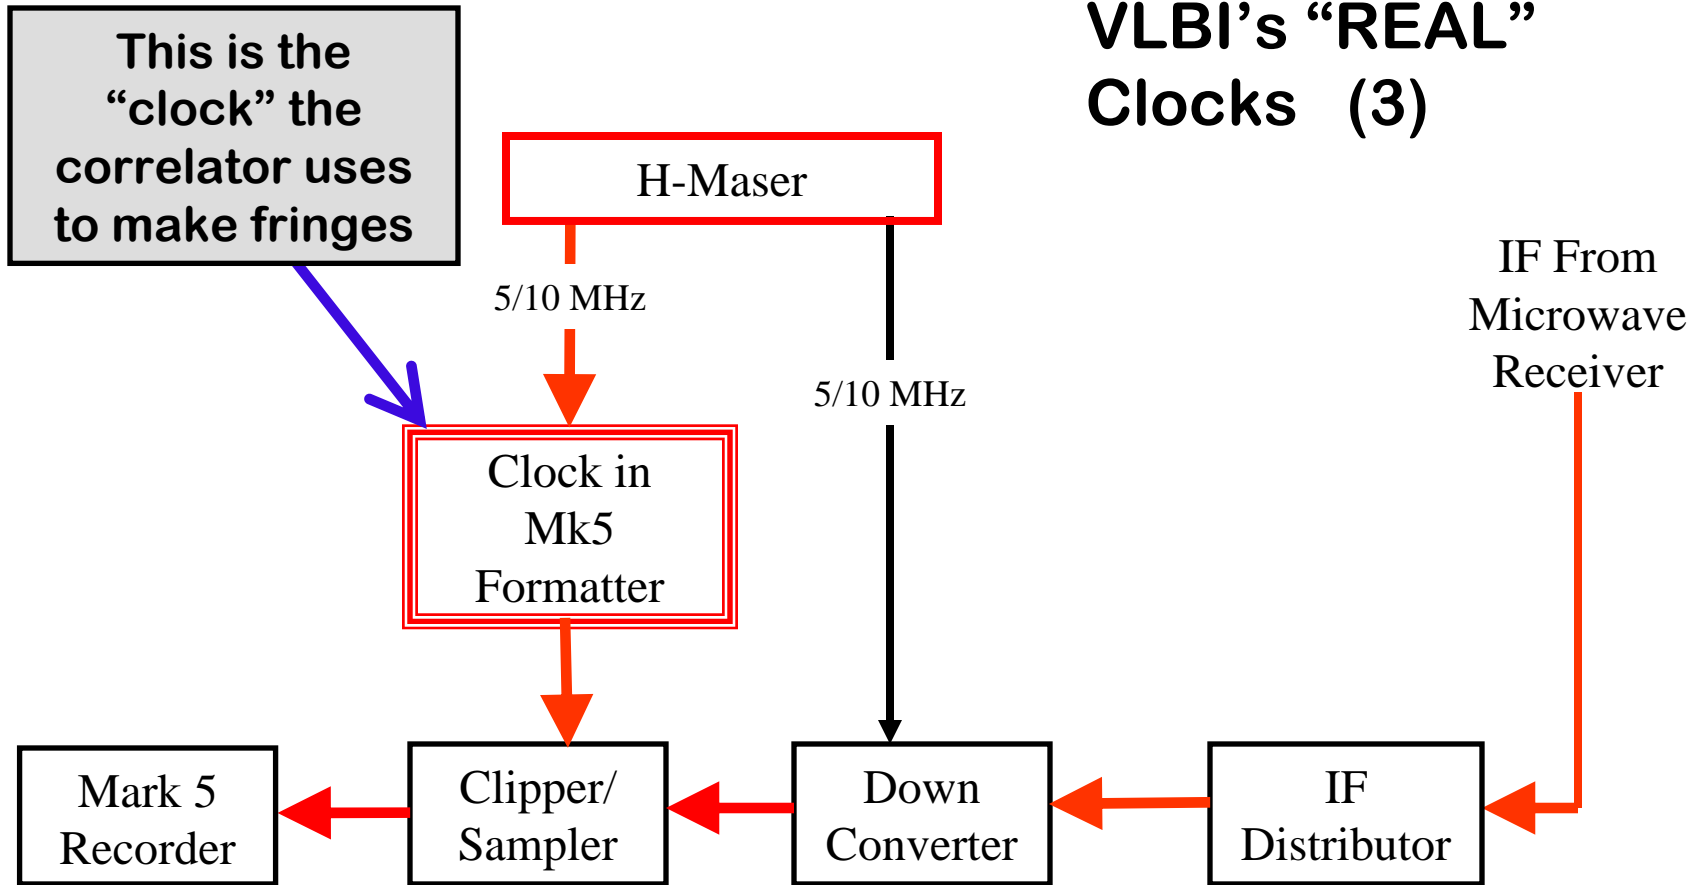 VLBI's “REAL”
Clocks (3)
This is the
“clock” the
correlator uses
to make fringes
H-Maser
5/10 MHz
5/10 MHz
IF From
Microwave
Receiver
Clock in
Mk5
Formatter
Mark 5
Recorder
Clipper/
Sampler
Down
Converter
IF
Distributor